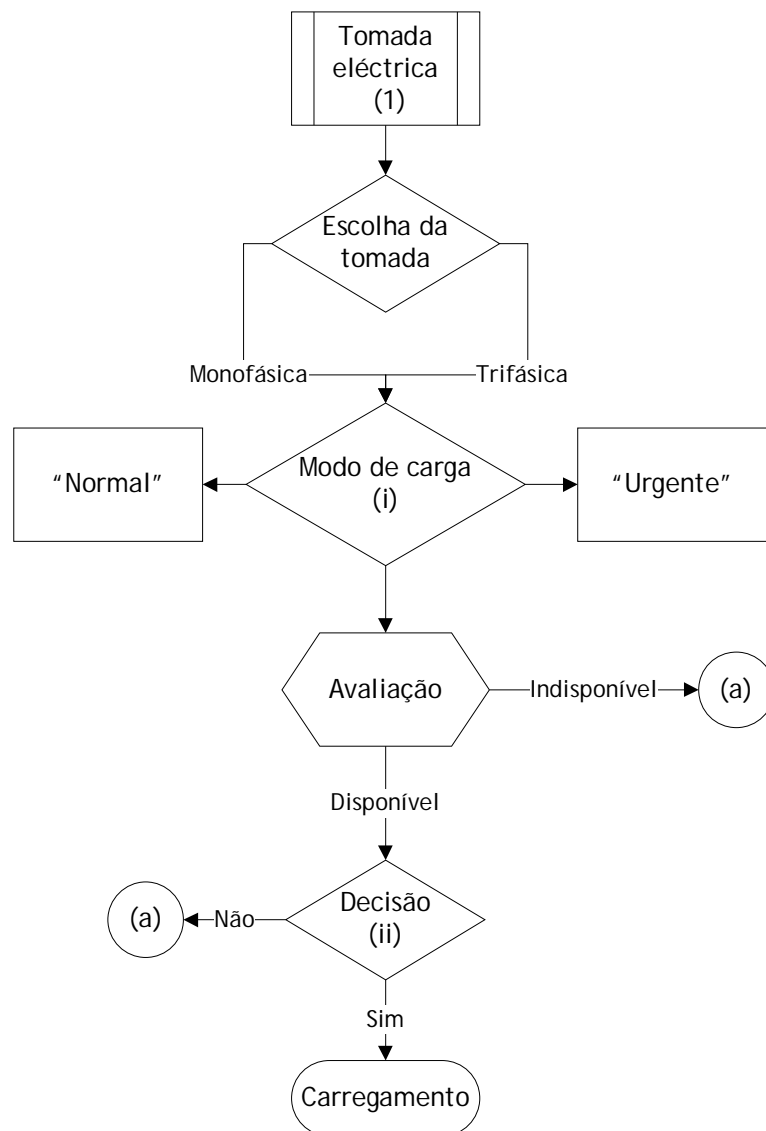 Tomada
eléctrica
(1)
Escolha da
tomada
Monofásica
Trifásica
“Normal”
Modo de carga
(i)
“Urgente”
Avaliação
Indisponível
(a)
Disponível
(a)
Não
Decisão
(ii)
Sim
Carregamento